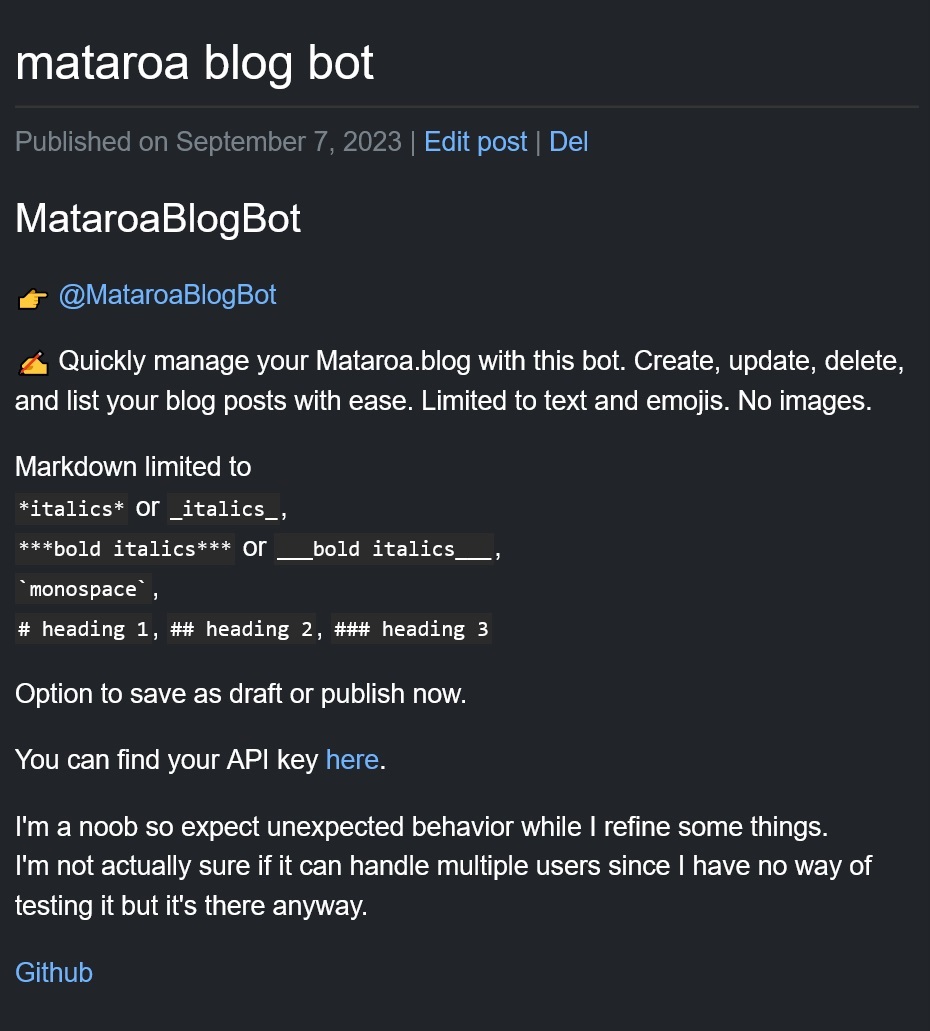 mataroa blog bot
Published on September 7, 2023 | Edit post | Del
MataroaBlogBot
👉 @MataroaBlogBot
✍️ Quickly manage your Mataroa.blog with this bot. Create, update, delete,
and list your blog posts with ease. Limited to text and emojis. No images.
Markdown limited to
*italics* or _italics_,
***bold italics*** or ___bold italics___,
`monospace`,
# heading 1, ## heading 2, ### heading 3
Option to save as draft or publish now.
You can find your API key here.
I'm a noob so expect unexpected behavior while I refine some things.
I'm not actually sure if it can handle multiple users since I have no way of
testing it but it's there anyway.
Github